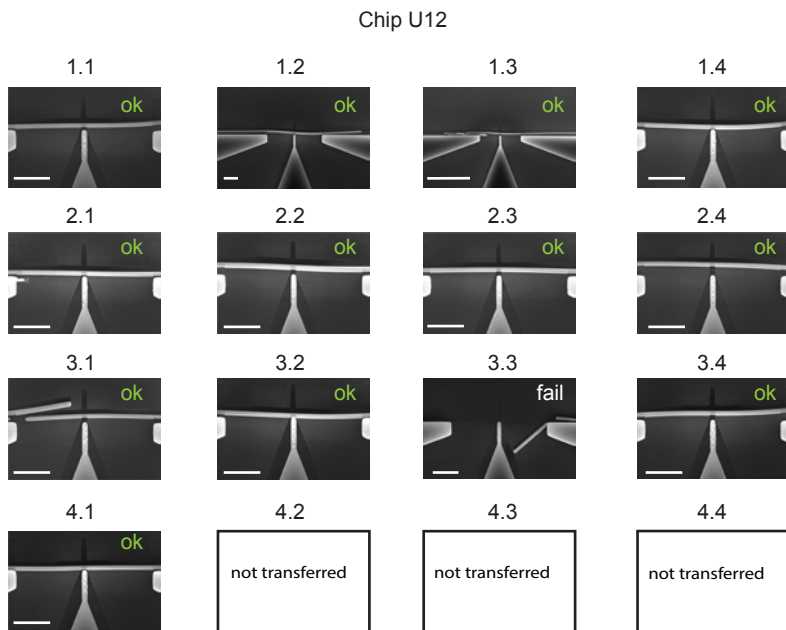 Chip U12
1.1 1.2 1.3 1.4
ok ok ok ok
2.1 2.2 2.3 2.4
ok ok ok ok
3.1 3.2 3.3 3.4
ok ok fail ok
4.1 4.2 4.3 4.4
ok
not transferred not transferred not transferred